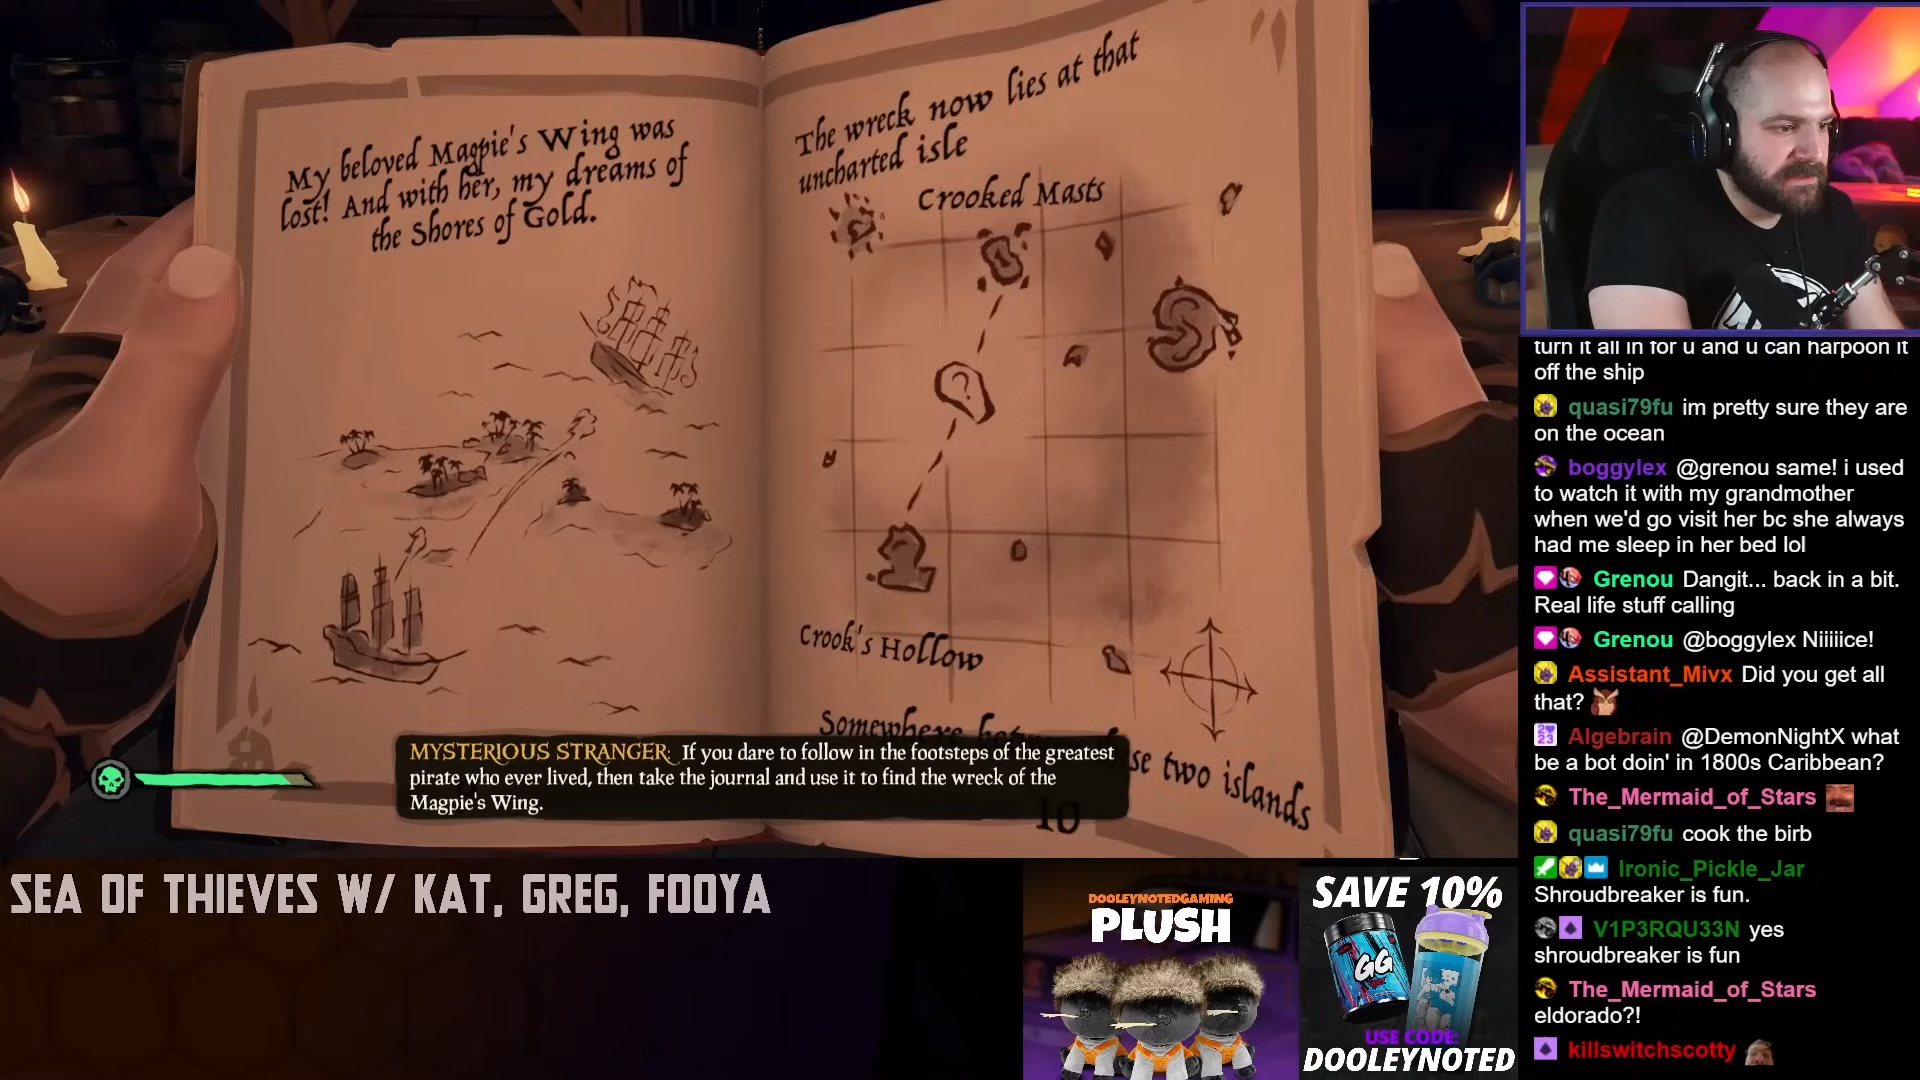 My beloved Magpie's Wing was
lost! And with her, my dreams of
the Shores of Gold.
The wreck now lies at that
uncharted isle
Crooked Masts
?
Crook's Hollow
Somewhere
se two islands
10
MYSTERIOUS STRANGER: If you dare to follow in the footsteps of the greatest
pirate who ever lived, then take the journal and use it to find the wreck of the
Magpie's Wing.
turn it all in for u and u can harpoon it
off the ship
quasi79fu im pretty sure they are
on the ocean
boggylex @grenou same! i used
to watch it with my grandmother
when we'd go visit her bc she always
had me sleep in her bed lol
Grenou Dangit... back in a bit.
Real life stuff calling
Grenou @boggylex Niiiiice!
Assistant_Mivx Did you get all
that?
Algebrain @DemonNightX what
be a bot doin' in 1800s Caribbean?
The_Mermaid_of_Stars
quasi79fu cook the birb
Ironic_Pickle_Jar
Shroudbreaker is fun.
V1P3RQU33N yes
shroudbreaker is fun
The_Mermaid_of_Stars
eldorado?!
killswitchscotty
SEA OF THIEVES W/ KAT, GREG, FOOYA
DOOLEYNOTEDGAMING
PLUSH
SAVE 10%
GG
USE CODE:
DOOLEYNOTED